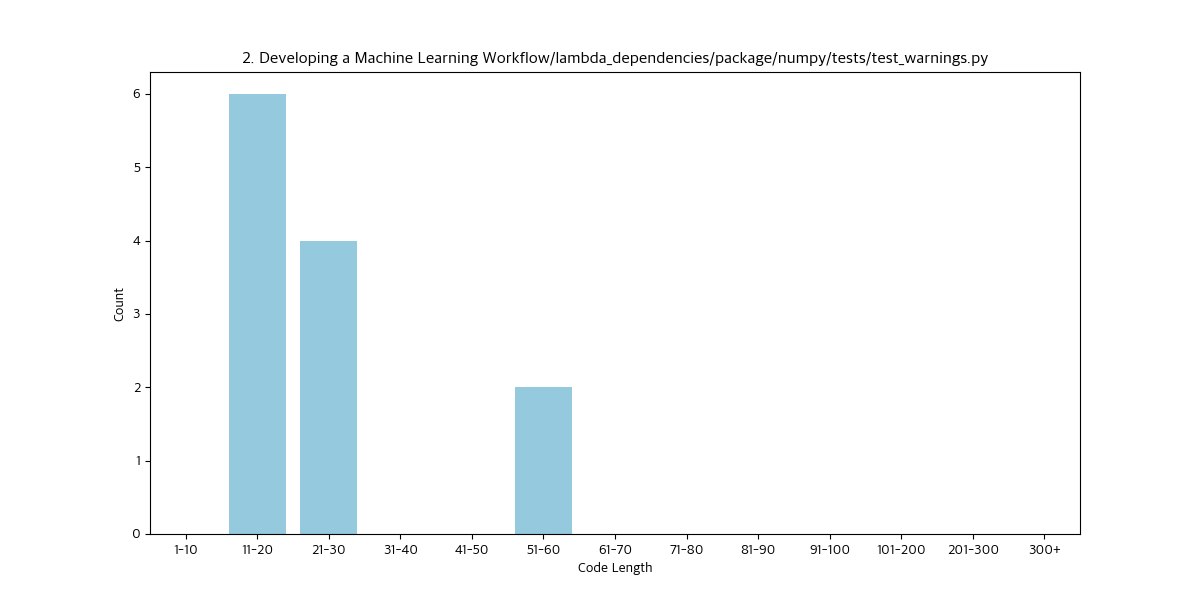 2. Developing a Machine Learning Workflow/lambda_dependencies/package/numpy/tests/test_warnings.py
6
5
4
3
2
1
0
Count
1-10 11-20 21-30 31-40 41-50 51-60 61-70 71-80 81-90 91-100 101-200 201-300 300+
Code Length